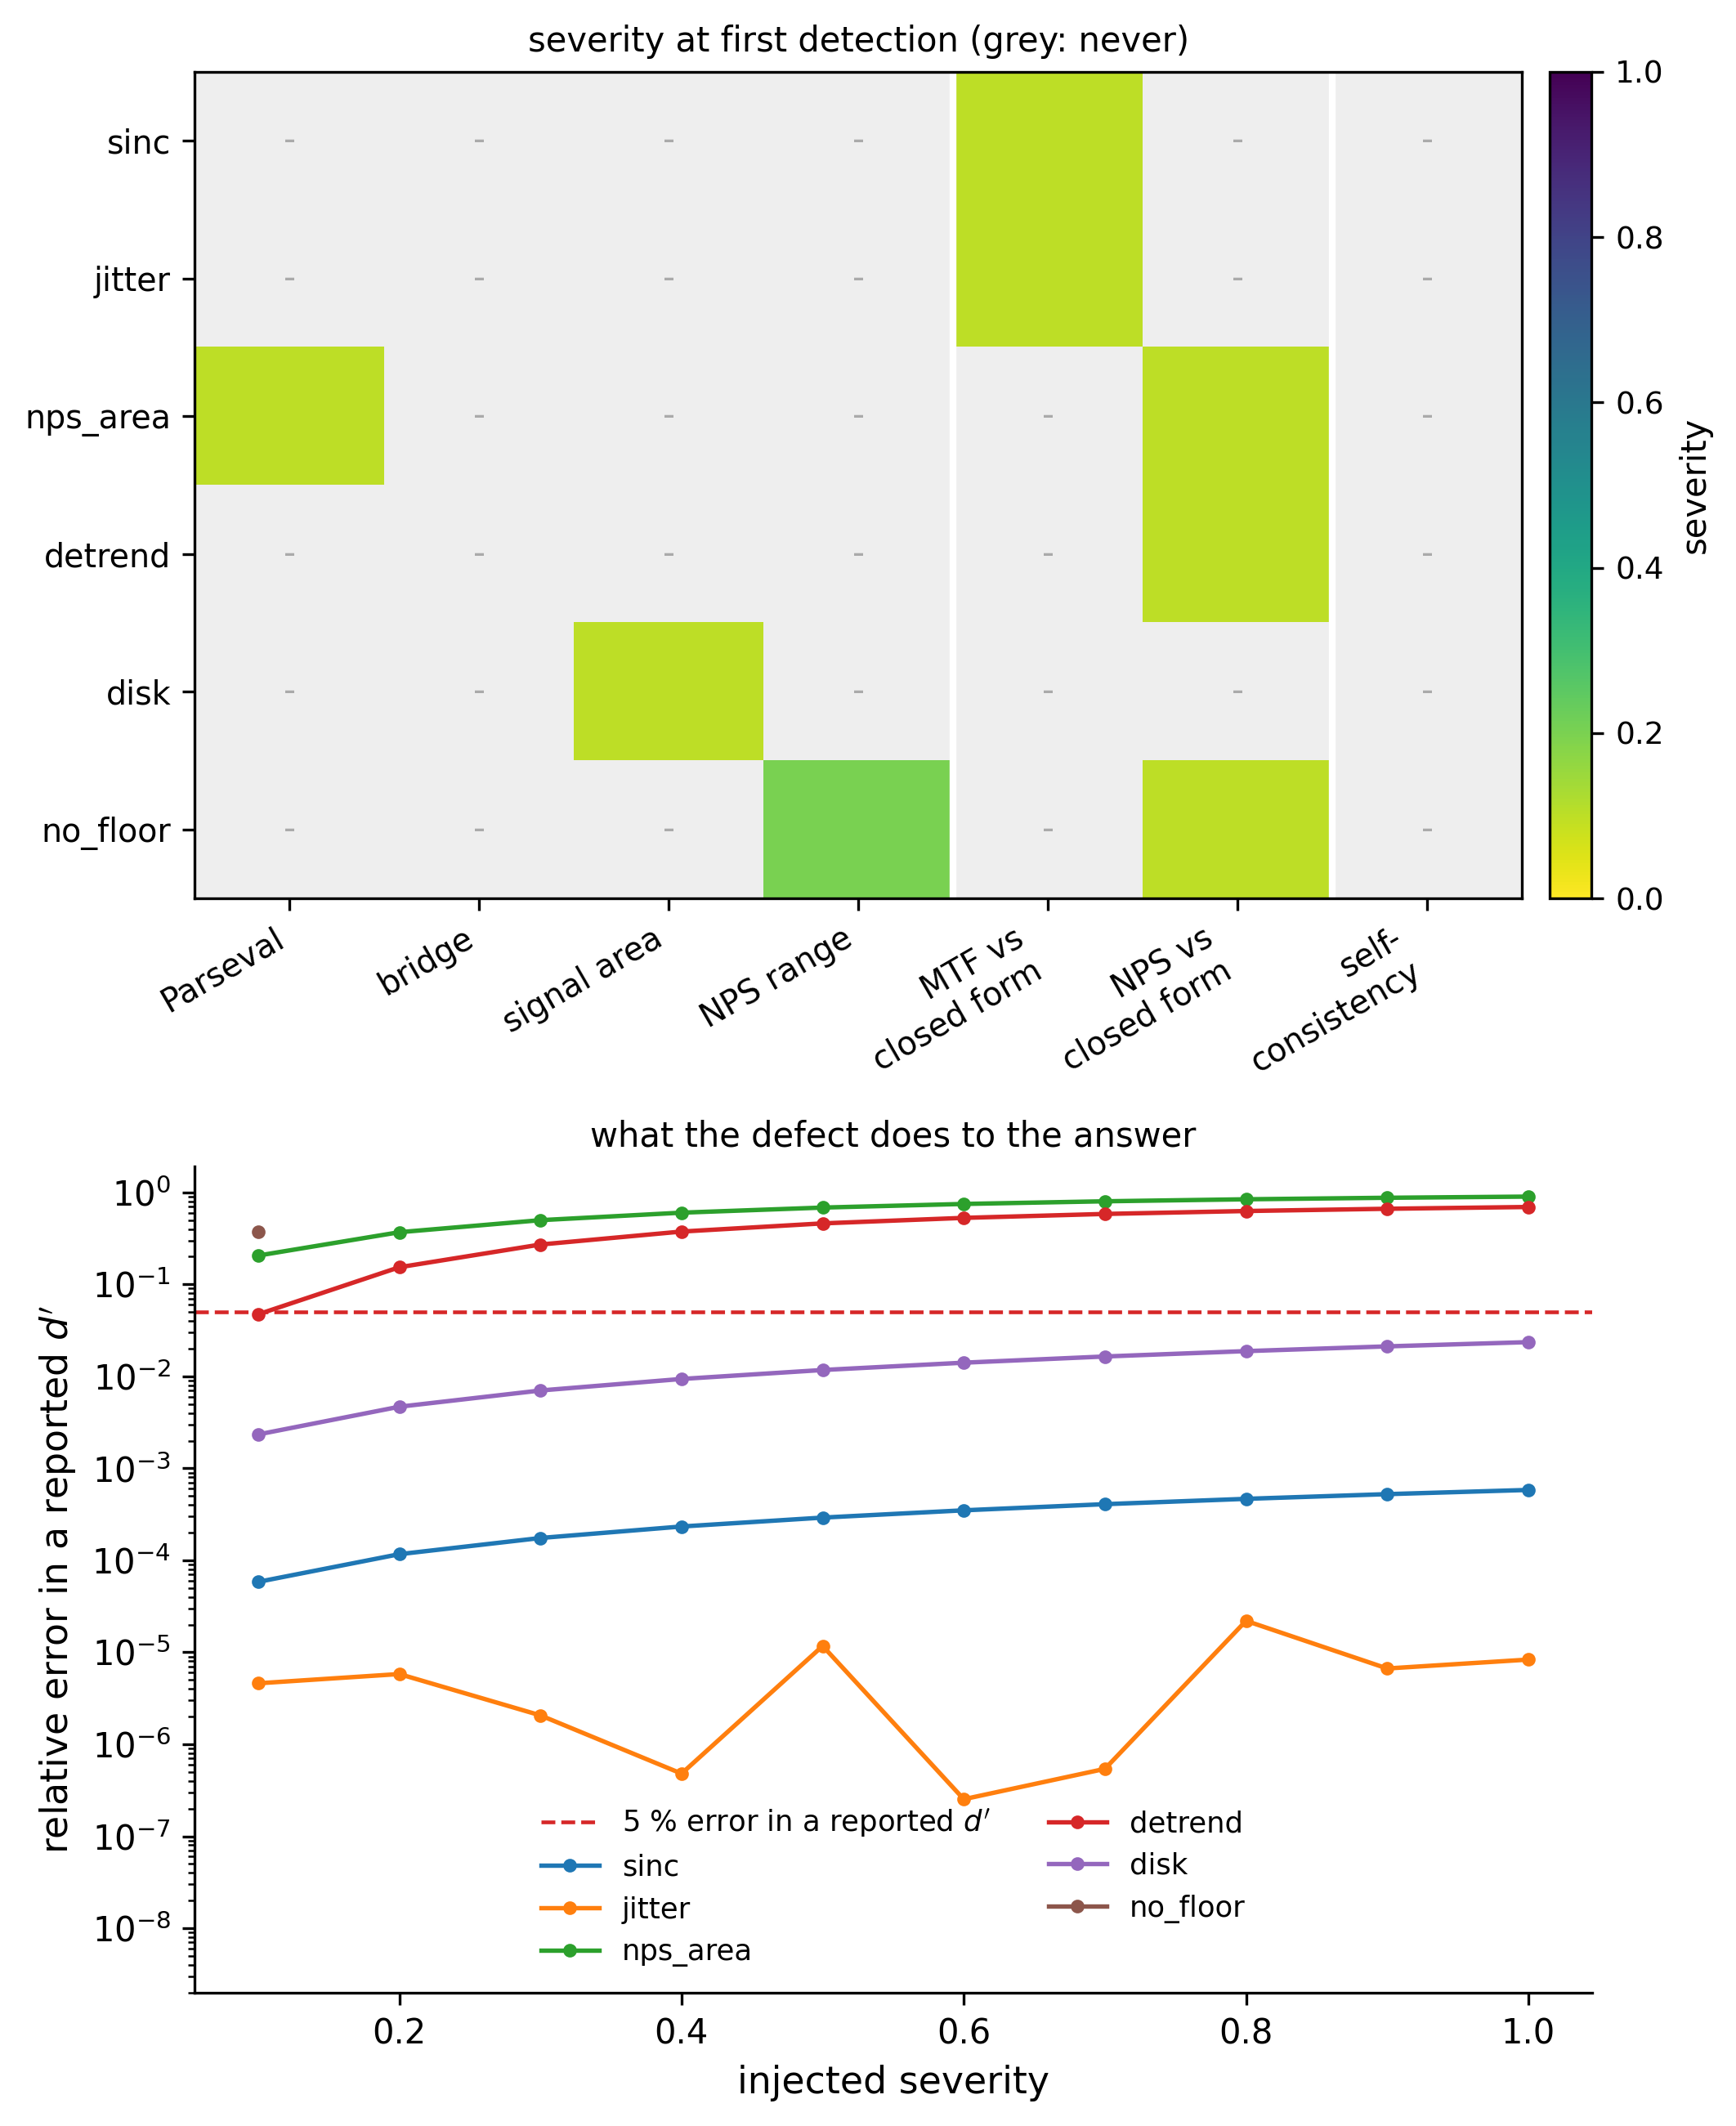 severity at first detection (grey: never)
sinc
jitter
nps_area
detrend
disk
no_floor
Parseval
bridge
signal area
NPS range
MTF vs
closed form
NPS vs
closed form
self-
consistency
1.0
0.8
0.6
0.4
0.2
0.0
severity
what the defect does to the answer
relative error in a reported d′
10⁰
10⁻¹
10⁻²
10⁻³
10⁻⁴
10⁻⁵
10⁻⁶
10⁻⁷
10⁻⁸
5 % error in a reported d′
sinc
jitter
nps_area
detrend
disk
no_floor
0.2
0.4
0.6
0.8
1.0
injected severity